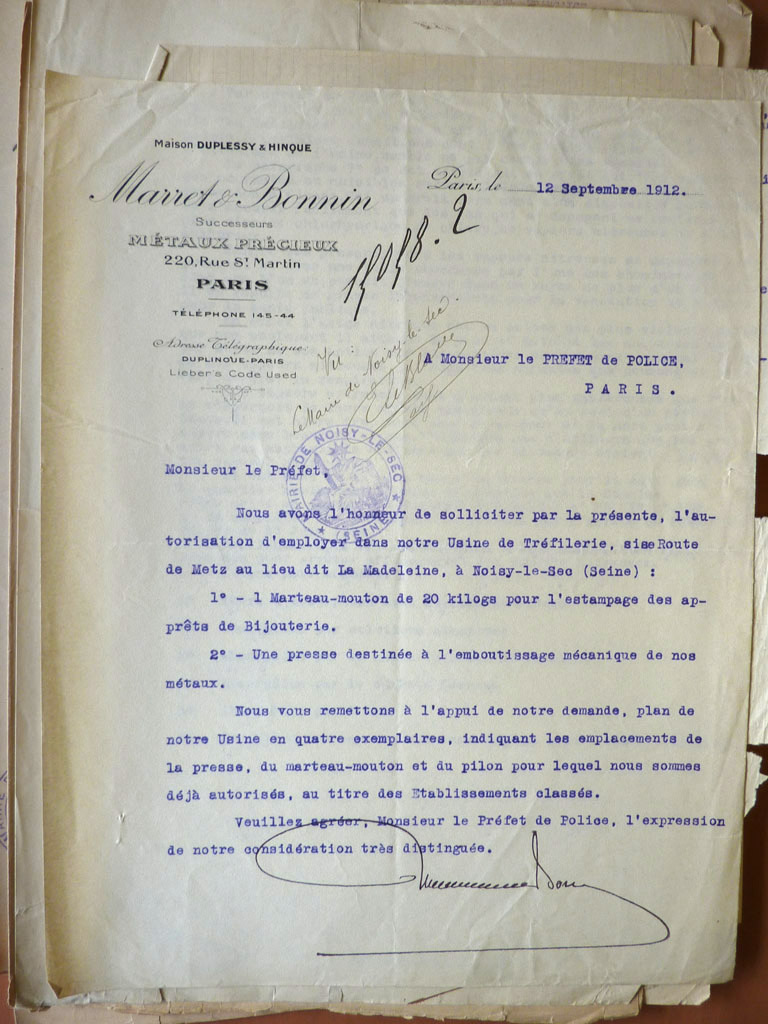 Maison DUPLESSY & HINQUE
Marret & Bonnin
Successeurs
MÉTAUX PRÉCIEUX
220, Rue St Martin
PARIS
TÉLÉPHONE 145-44
Adresse Télégraphique:
DUPLINQUE-PARIS
Lieber's Code Used
Paris, le 12 Septembre 1912.
15058.2
Vu :
Le Maire de Noisy-le-Sec.
A Monsieur le PREFET de POLICE,
PARIS.
MAIRIE DE NOISY-LE-SEC
(SEINE)
Monsieur le Préfet,
Nous avons l'honneur de solliciter par la présente, l'au-
torisation d'employer dans notre Usine de Tréfilerie, sise Route
de Metz au lieu dit La Madeleine, à Noisy-le-Sec (Seine) :
1° - 1 Marteau-mouton de 20 kilogs pour l'estampage des ap-
prêts de Bijouterie.
2° - Une presse destinée à l'emboutissage mécanique de nos
métaux.
Nous vous remettons à l'appui de notre demande, plan de
notre Usine en quatre exemplaires, indiquant les emplacements de
la presse, du marteau-mouton et du pilon pour lequel nous sommes
déjà autorisés, au titre des Etablissements classés.
Veuillez agréer, Monsieur le Préfet de Police, l'expression
de notre considération très distinguée.